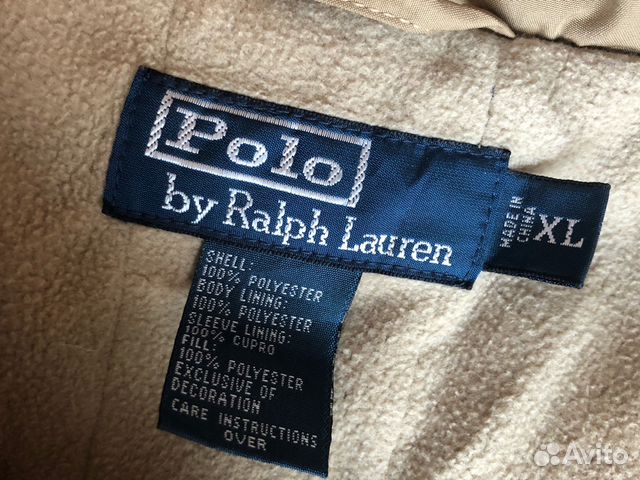 Polo
by Ralph Lauren
MADE IN
CHINA
XL
SHELL:
100% POLYESTER
BODY LINING:
100% POLYESTER
SLEEVE LINING:
100% CUPRO
FILL:
100% POLYESTER
EXCLUSIVE OF
DECORATION
CARE INSTRUCTIONS
OVER
Avito